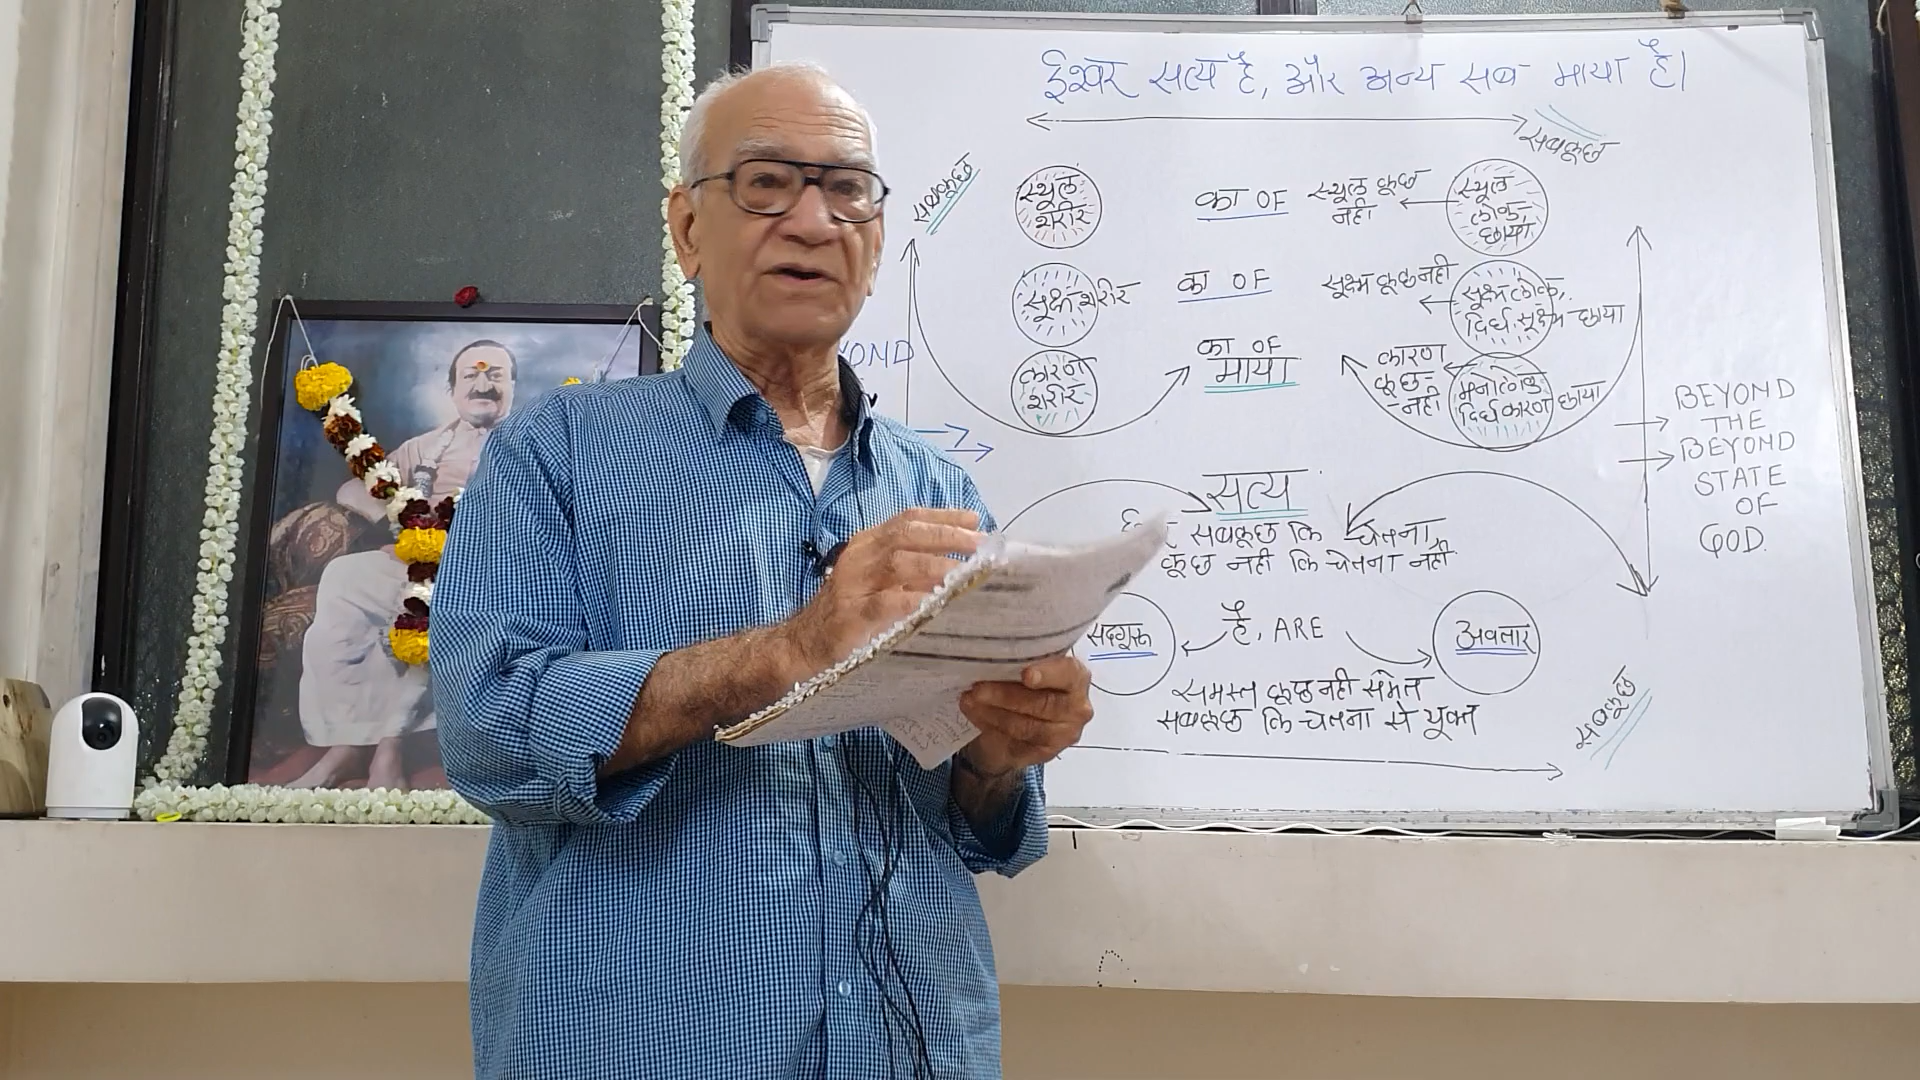 ईश्वर सत्य है, और अन्य सब माया है।
सबकूछ
सबकूछ
स्थूल
शरीर
का OF
स्थूल कूछ
नही
स्थूल
लोक,
छाया
सूक्ष्म शरीर
का OF
सूक्ष्म कूछ नही
सूक्ष्म लोक,
दिर्घ सूक्ष्म छाया
कारण
शरीर
का OF
माया
कारण
कूछ
नही
मनोलोक
दिर्घ कारण छाया
YOND
BEYOND
THE
BEYOND
STATE
OF
GOD.
सत्य
सबकूछ कि चेतना,
कूछ नही कि चेतना नही.
सदगुरू
है, ARE
अवतार
समस्त कूछ नही समेत
सबकूछ कि चेतना से यूक्त
सबकूछ